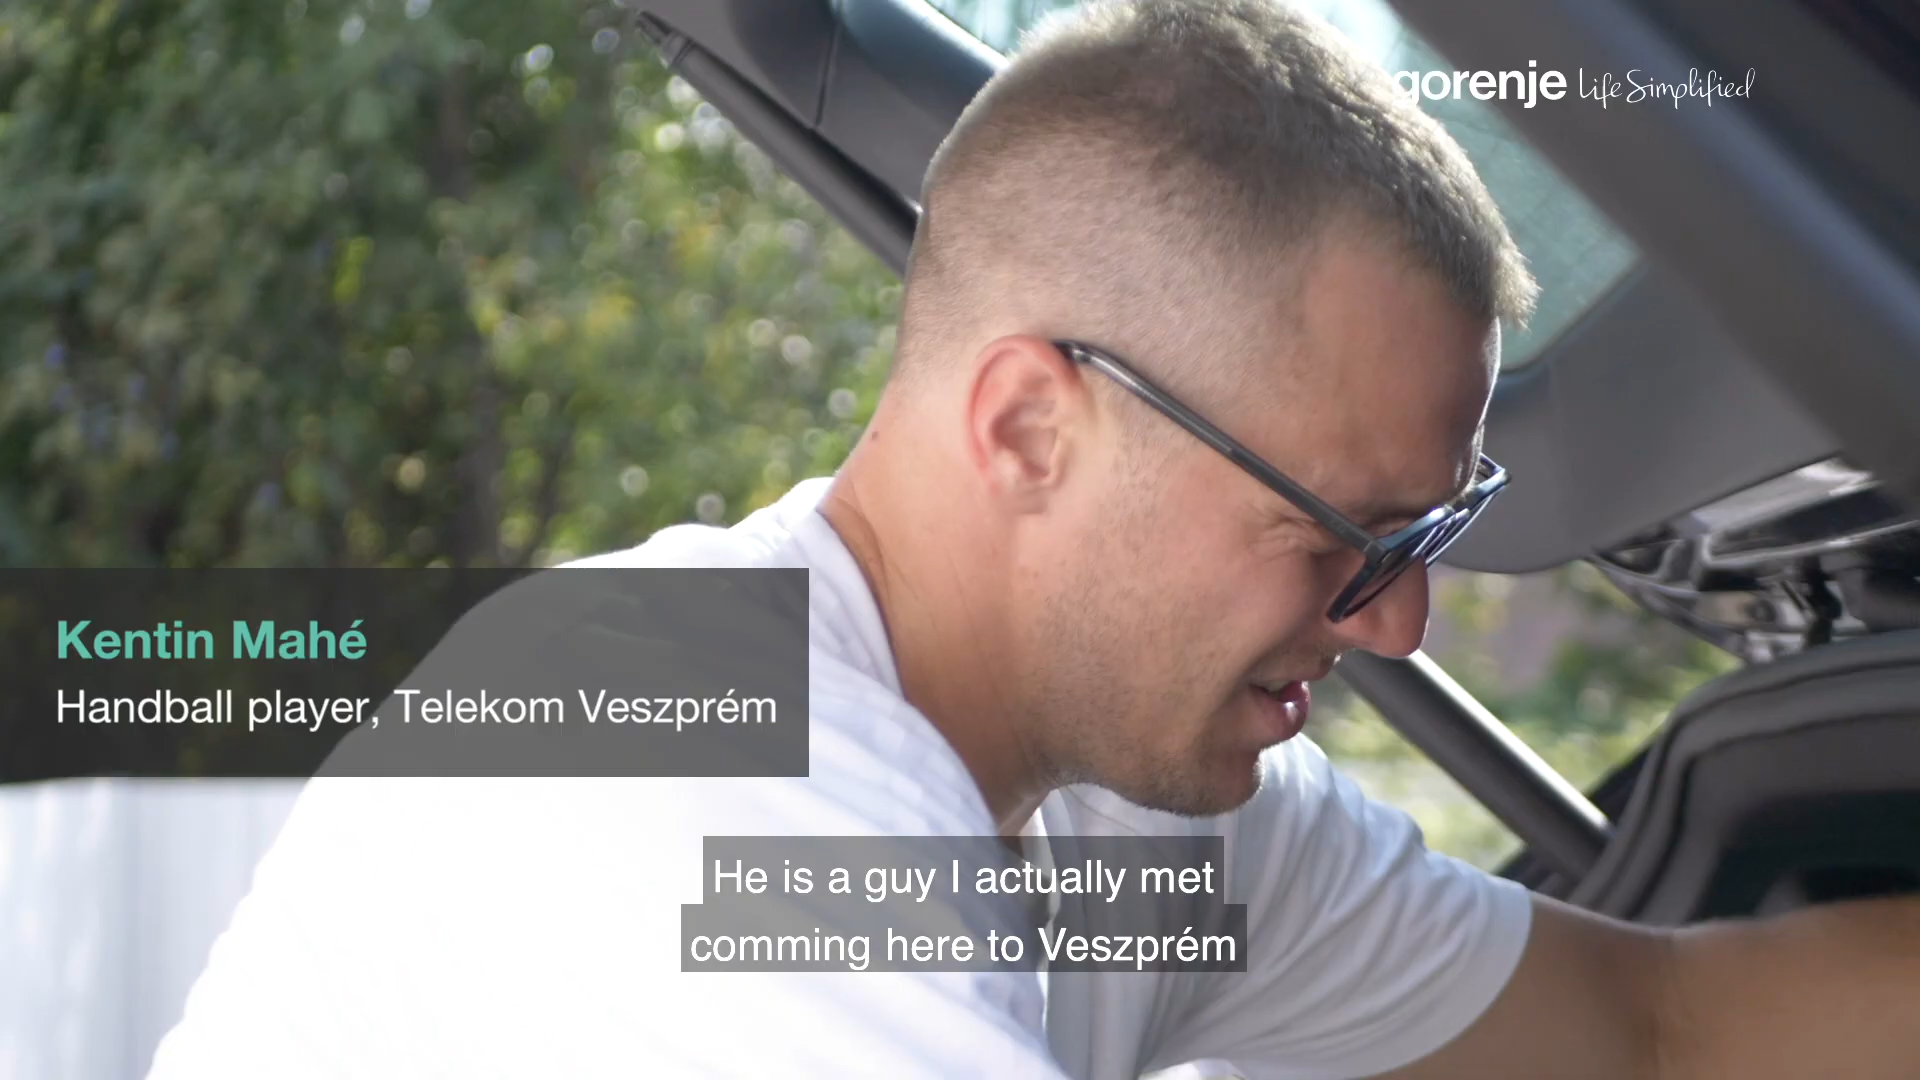 gorenje Life Simplified
Kentin Mahé
Handball player, Telekom Veszprém
He is a guy I actually met
comming here to Veszprém